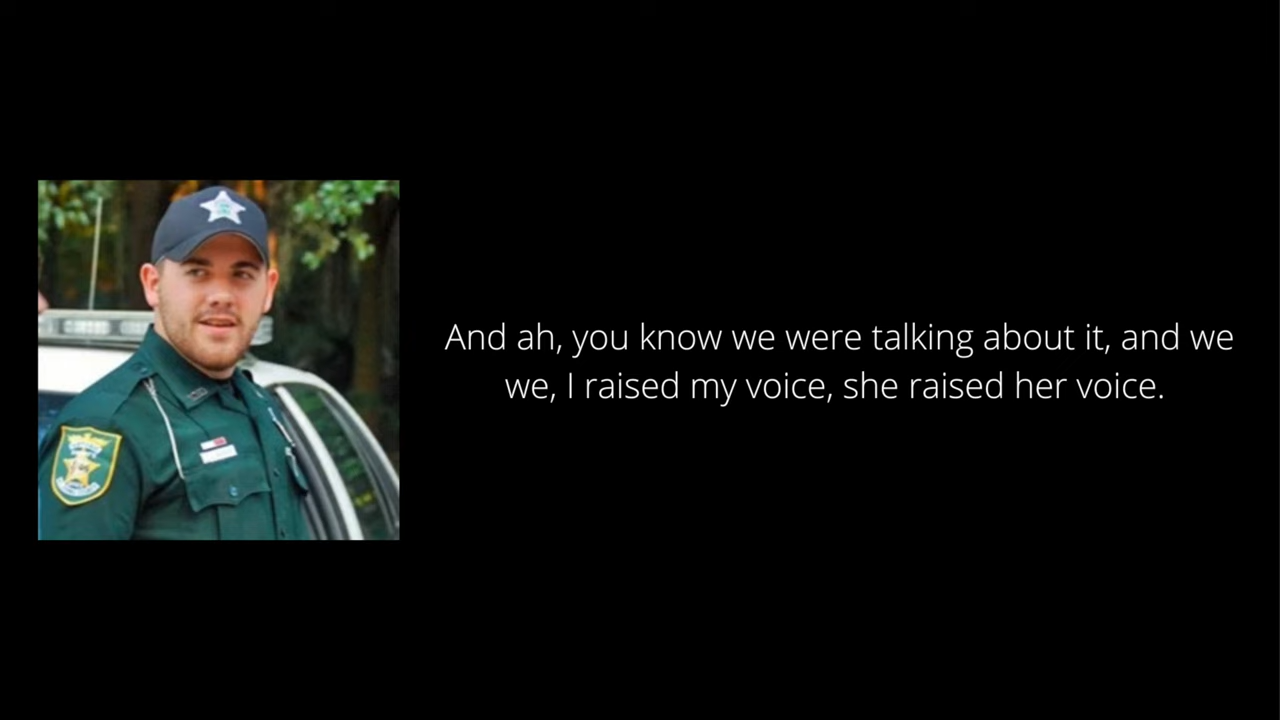 And ah, you know we were talking about it, and we
we, I raised my voice, she raised her voice.